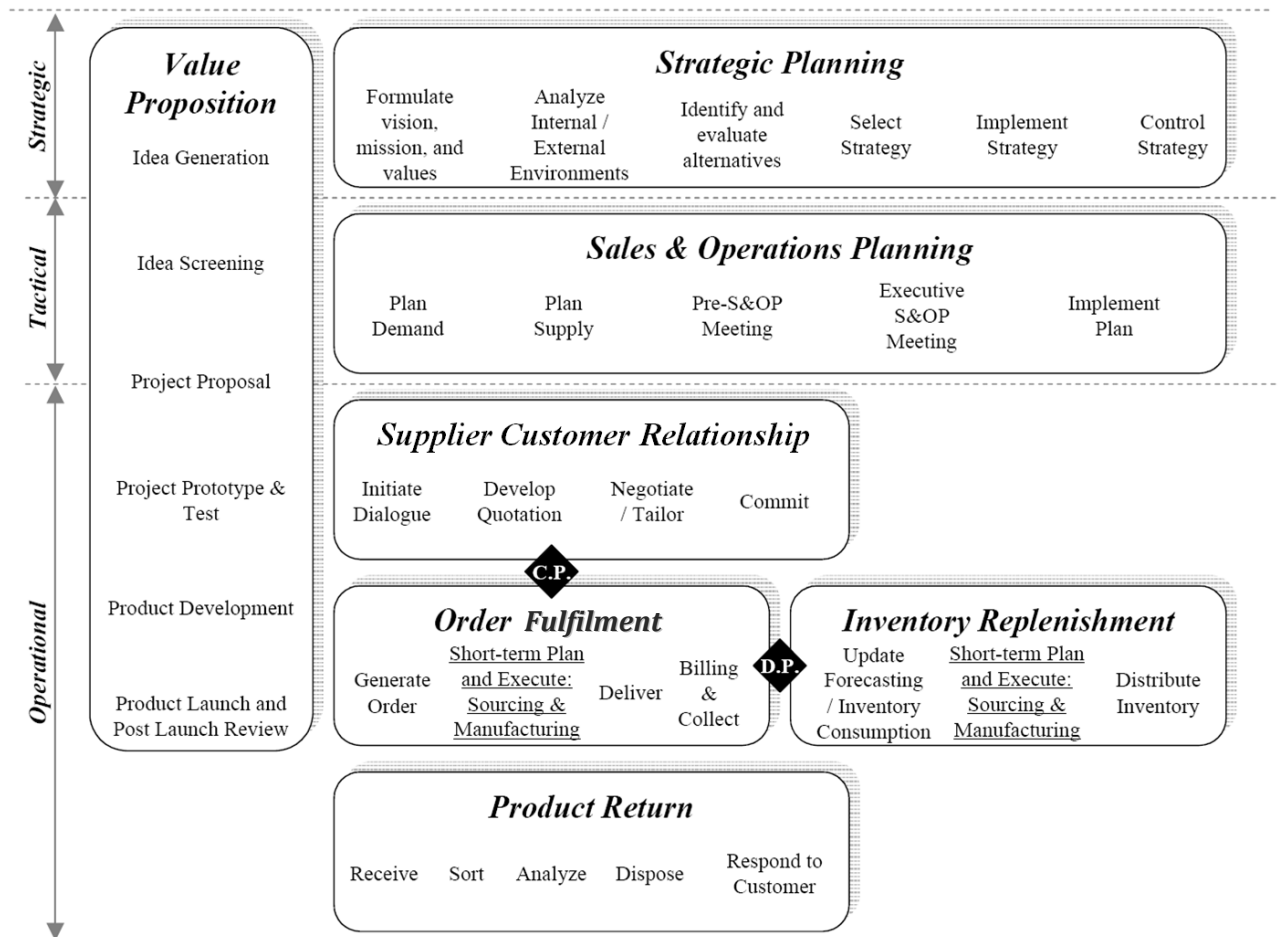 Strategic
Tactical
Operational
Value
Proposition
Idea Generation
Idea Screening
Project Proposal
Project Prototype &
Test
Product Development
Product Launch and
Post Launch Review
Strategic Planning
Formulate
vision,
mission, and
values
Analyze
Internal /
External
Environments
Identify and
evaluate
alternatives
Select
Strategy
Implement
Strategy
Control
Strategy
Sales & Operations Planning
Plan
Demand
Plan
Supply
Pre-S&OP
Meeting
Executive
S&OP
Meeting
Implement
Plan
Supplier Customer Relationship
Initiate
Dialogue
Develop
Quotation
Negotiate
/ Tailor
Commit
C.P.
Order Fulfilment
Generate
Order
Short-term Plan
and Execute:
Sourcing &
Manufacturing
Deliver
Billing
&
Collect
D.P.
Inventory Replenishment
Update
Forecasting
/ Inventory
Consumption
Short-term Plan
and Execute:
Sourcing &
Manufacturing
Distribute
Inventory
Product Return
Receive
Sort
Analyze
Dispose
Respond to
Customer